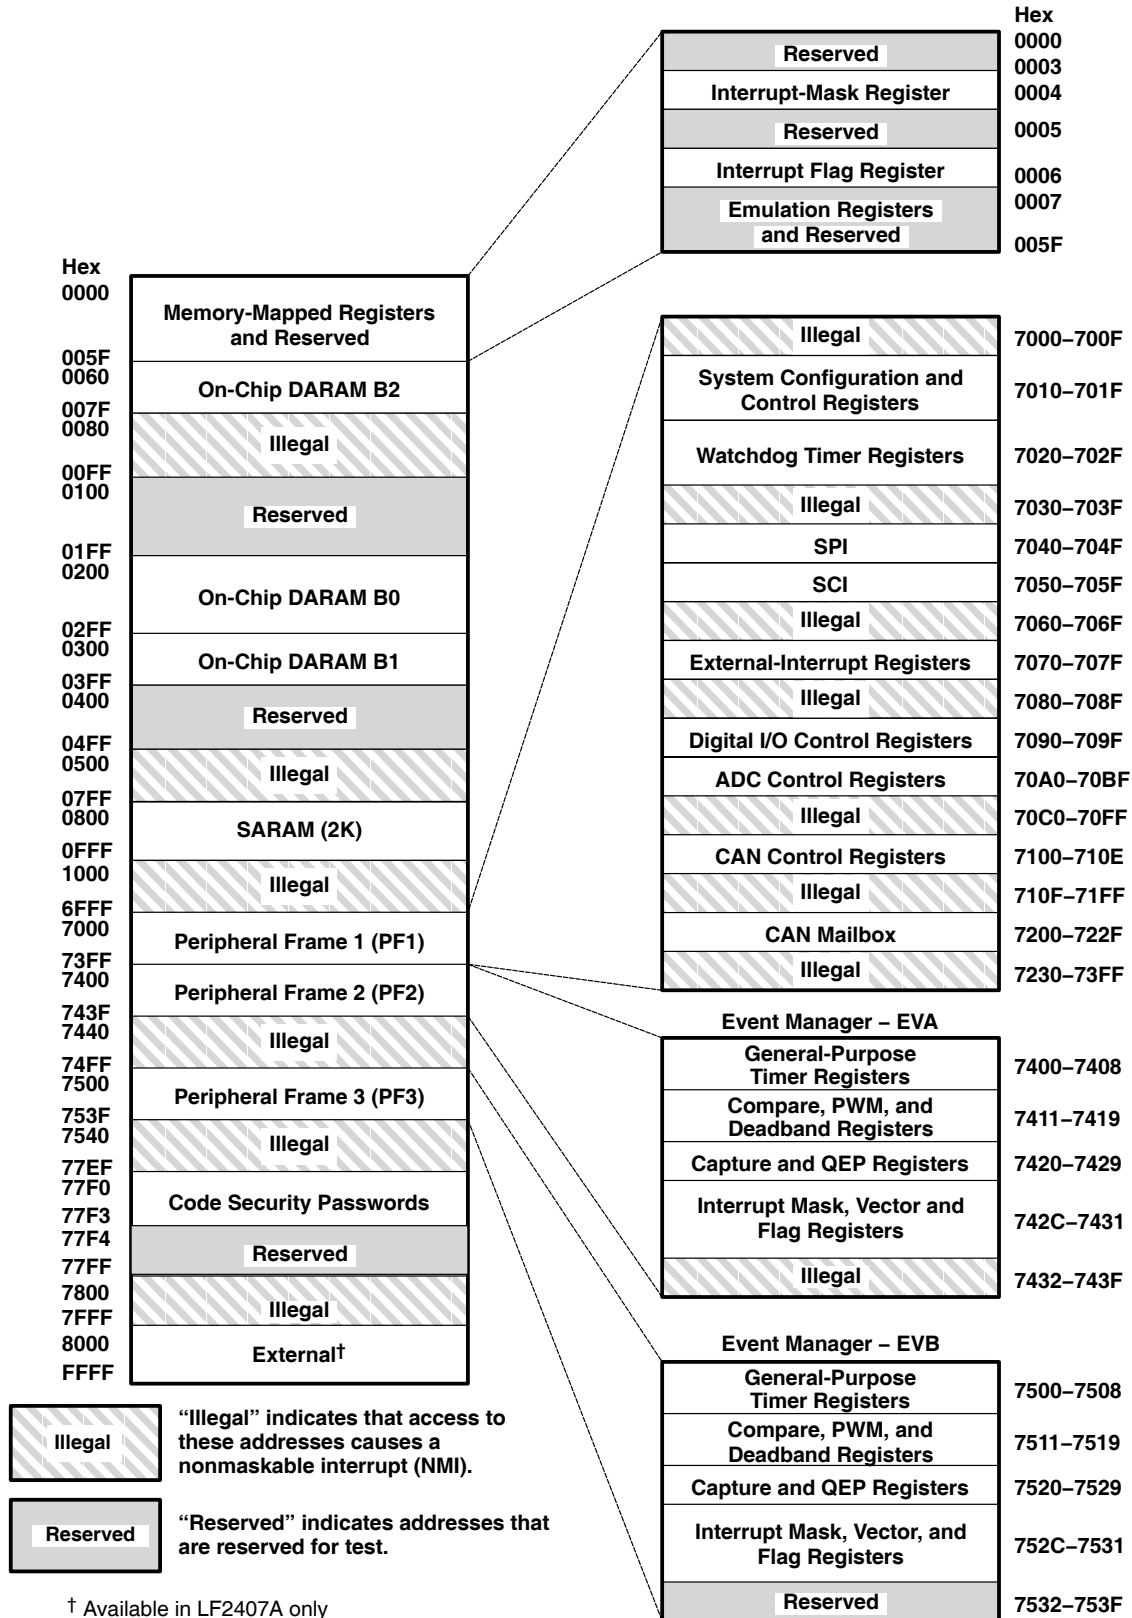 Hex
0000
Reserved
0003
Interrupt-Mask Register
0004
Reserved
0005
Interrupt Flag Register
0006
0007
Emulation Registers
and Reserved
005F
Hex
0000
Memory-Mapped Registers
and Reserved
005F
0060
On-Chip DARAM B2
007F
0080
Illegal
00FF
0100
Reserved
01FF
0200
On-Chip DARAM B0
02FF
0300
On-Chip DARAM B1
03FF
0400
Reserved
04FF
0500
Illegal
07FF
0800
SARAM (2K)
0FFF
1000
Illegal
6FFF
7000
Peripheral Frame 1 (PF1)
73FF
7400
Peripheral Frame 2 (PF2)
743F
7440
Illegal
74FF
7500
Peripheral Frame 3 (PF3)
753F
7540
Illegal
77EF
77F0
Code Security Passwords
77F3
77F4
Reserved
77FF
7800
Illegal
7FFF
8000
External†
FFFF
Illegal 7000–700F
System Configuration and
Control Registers
7010–701F
Watchdog Timer Registers 7020–702F
Illegal 7030–703F
SPI 7040–704F
SCI 7050–705F
Illegal 7060–706F
External-Interrupt Registers 7070–707F
Illegal 7080–708F
Digital I/O Control Registers 7090–709F
ADC Control Registers 70A0–70BF
Illegal 70C0–70FF
CAN Control Registers 7100–710E
Illegal 710F–71FF
CAN Mailbox 7200–722F
Illegal 7230–73FF
Event Manager – EVA
General-Purpose
Timer Registers
7400–7408
Compare, PWM, and
Deadband Registers
7411–7419
Capture and QEP Registers 7420–7429
Interrupt Mask, Vector and
Flag Registers
742C–7431
Illegal 7432–743F
Event Manager – EVB
General-Purpose
Timer Registers
7500–7508
Compare, PWM, and
Deadband Registers
7511–7519
Capture and QEP Registers 7520–7529
Interrupt Mask, Vector, and
Flag Registers
752C–7531
Reserved 7532–753F
Illegal
“Illegal” indicates that access to
these addresses causes a
nonmaskable interrupt (NMI).
Reserved
“Reserved” indicates addresses that
are reserved for test.
† Available in LF2407A only